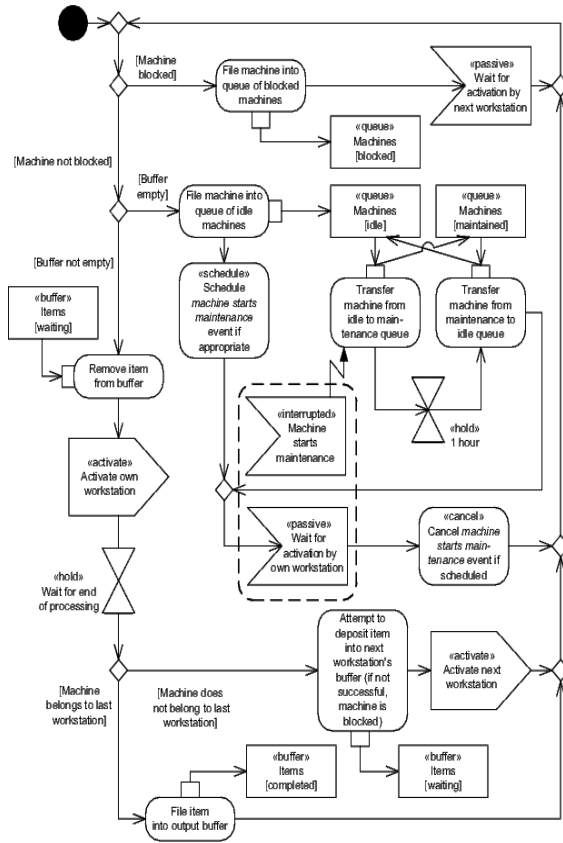 [Machine
blocked]
File machine into
queue of blocked
machines
«passive»
Wait for
activation by
next workstation
«queue»
Machines
[blocked]
[Machine not blocked]
[Buffer
empty]
File machine into
queue of idle
machines
«queue»
Machines
[idle]
«queue»
Machines
[maintained]
[Buffer not empty]
«buffer»
Items
[waiting]
«schedule»
Schedule
machine starts
maintenance
event if
appropriate
Transfer
machine from
idle to main-
tenance queue
Transfer
machine from
maintenance to
idle queue
Remove item
from buffer
«interrupted»
Machine
starts
maintenance
«hold»
1 hour
«activate»
Activate own
workstation
«passive»
Wait for
activation by
own workstation
«cancel»
Cancel machine
starts main-
tenance event if
scheduled
«hold»
Wait for end
of processing
Attempt to
deposit item
into next
workstation's
buffer (if not
successful,
machine is
blocked)
«activate»
Activate next
workstation
[Machine
belongs to last
workstation]
[Machine does
not belong to last
workstation]
«buffer»
Items
[completed]
«buffer»
Items
[waiting]
File item
into output buffer